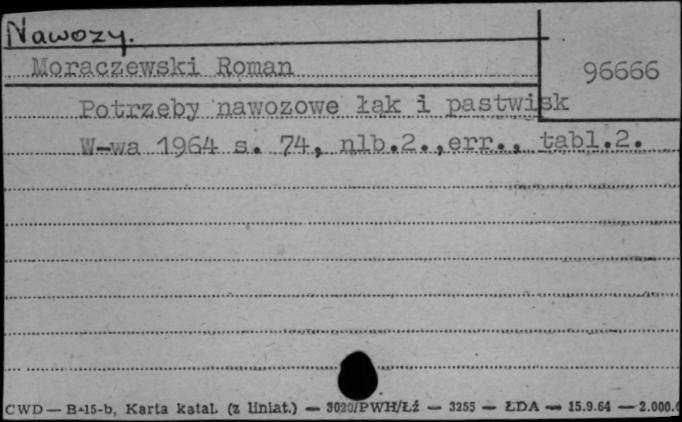 Nawozy.
Moraczewski Roman
96666
Potrzeby nawozowe łąk i pastwisk
W-wa 1964 s. 74, nlb.2.,err., tabl.2.
CWD — B-15-b, Karta katal. (z liniat.) — 3020/PWH/Łź — 3255 — ŁDA — 15.9.64 — 2.000.